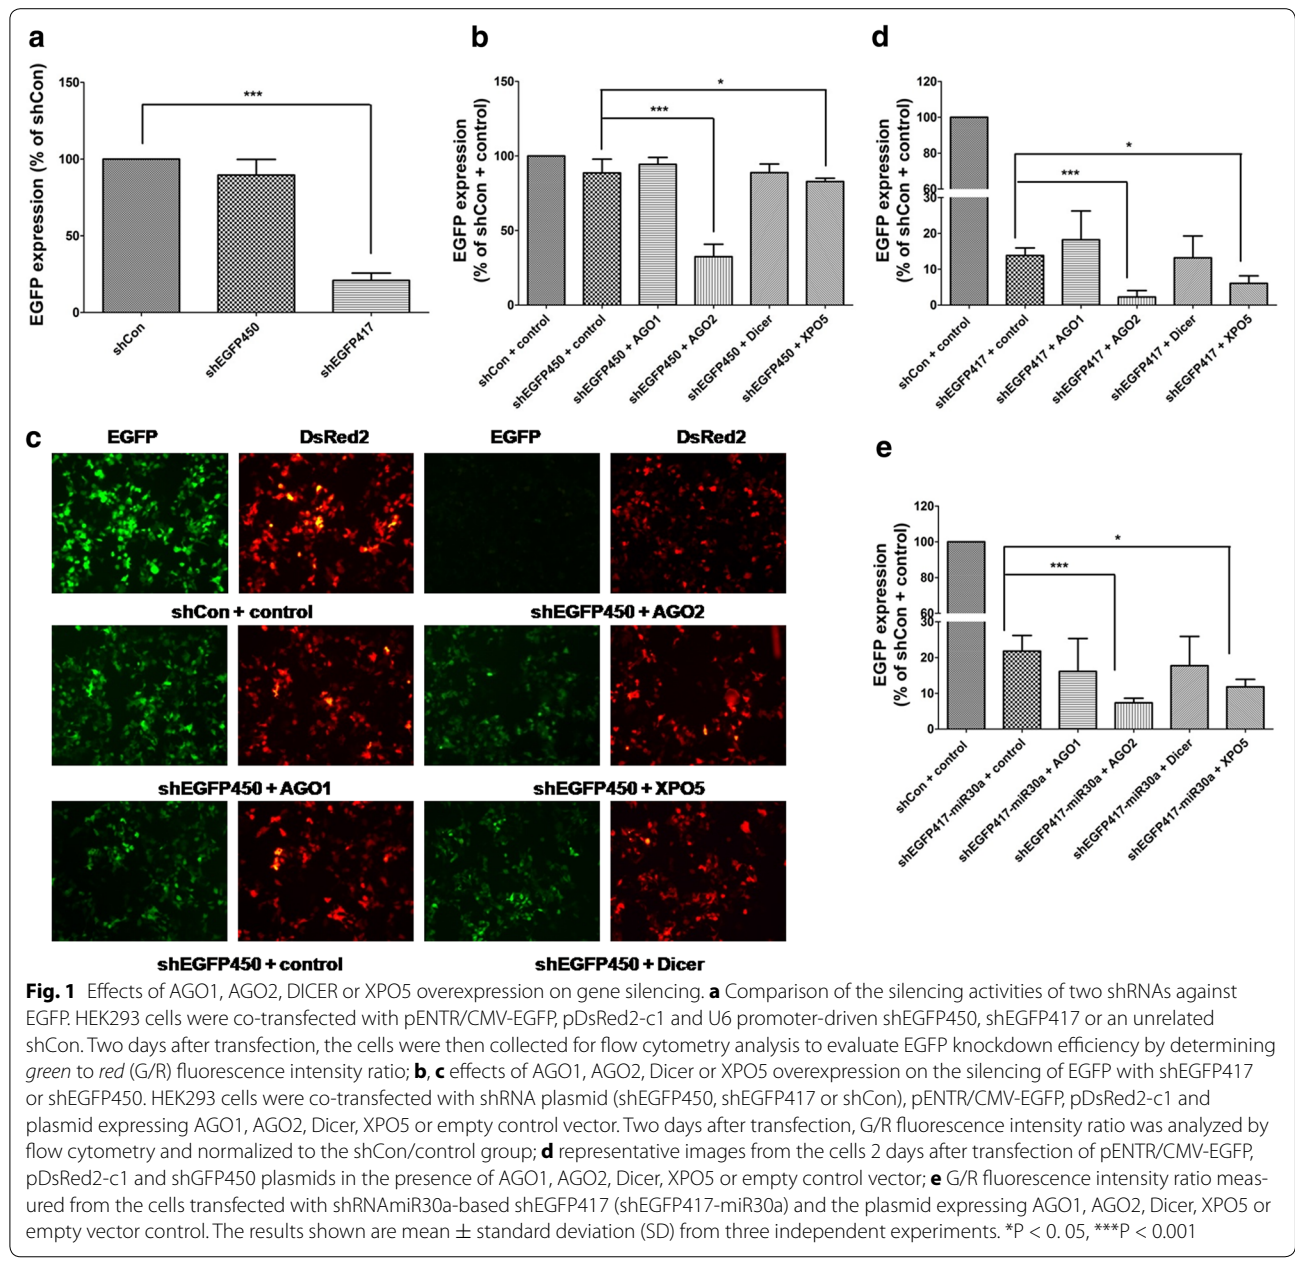 a
EGFP expression (% of shCon)
150
100
50
0
***
shCon
shEGFP450
shEGFP417
b
EGFP expression
(% of shCon + control)
150
100
50
0
*
***
shCon + control
shEGFP450 + control
shEGFP450 + AGO1
shEGFP450 + AGO2
shEGFP450 + Dicer
shEGFP450 + XPO5
d
EGFP expression
(% of shCon + control)
120
100
80
60
30
20
10
0
*
***
shCon + control
shEGFP417 + control
shEGFP417 + AGO1
shEGFP417 + AGO2
shEGFP417 + Dicer
shEGFP417 + XPO5
c
EGFP DsRed2 EGFP DsRed2
shCon + control shEGFP450 + AGO2
shEGFP450 + AGO1 shEGFP450 + XPO5
shEGFP450 + control shEGFP450 + Dicer
e
EGFP expression
(% of shCon + control)
120
100
80
60
30
20
10
0
*
***
shCon + control
shEGFP417-miR30a + control
shEGFP417-miR30a + AGO1
shEGFP417-miR30a + AGO2
shEGFP417-miR30a + Dicer
shEGFP417-miR30a + XPO5
Fig. 1 Effects of AGO1, AGO2, DICER or XPO5 overexpression on gene silencing. a Comparison of the silencing activities of two shRNAs against
EGFP. HEK293 cells were co-transfected with pENTR/CMV-EGFP, pDsRed2-c1 and U6 promoter-driven shEGFP450, shEGFP417 or an unrelated
shCon. Two days after transfection, the cells were then collected for flow cytometry analysis to evaluate EGFP knockdown efficiency by determining
green to red (G/R) fluorescence intensity ratio; b, c effects of AGO1, AGO2, Dicer or XPO5 overexpression on the silencing of EGFP with shEGFP417
or shEGFP450. HEK293 cells were co-transfected with shRNA plasmid (shEGFP450, shEGFP417 or shCon), pENTR/CMV-EGFP, pDsRed2-c1 and
plasmid expressing AGO1, AGO2, Dicer, XPO5 or empty control vector. Two days after transfection, G/R fluorescence intensity ratio was analyzed by
flow cytometry and normalized to the shCon/control group; d representative images from the cells 2 days after transfection of pENTR/CMV-EGFP,
pDsRed2-c1 and shGFP450 plasmids in the presence of AGO1, AGO2, Dicer, XPO5 or empty control vector; e G/R fluorescence intensity ratio meas-
ured from the cells transfected with shRNAmiR30a-based shEGFP417 (shEGFP417-miR30a) and the plasmid expressing AGO1, AGO2, Dicer, XPO5 or
empty vector control. The results shown are mean ± standard deviation (SD) from three independent experiments. *P < 0. 05, ***P < 0.001